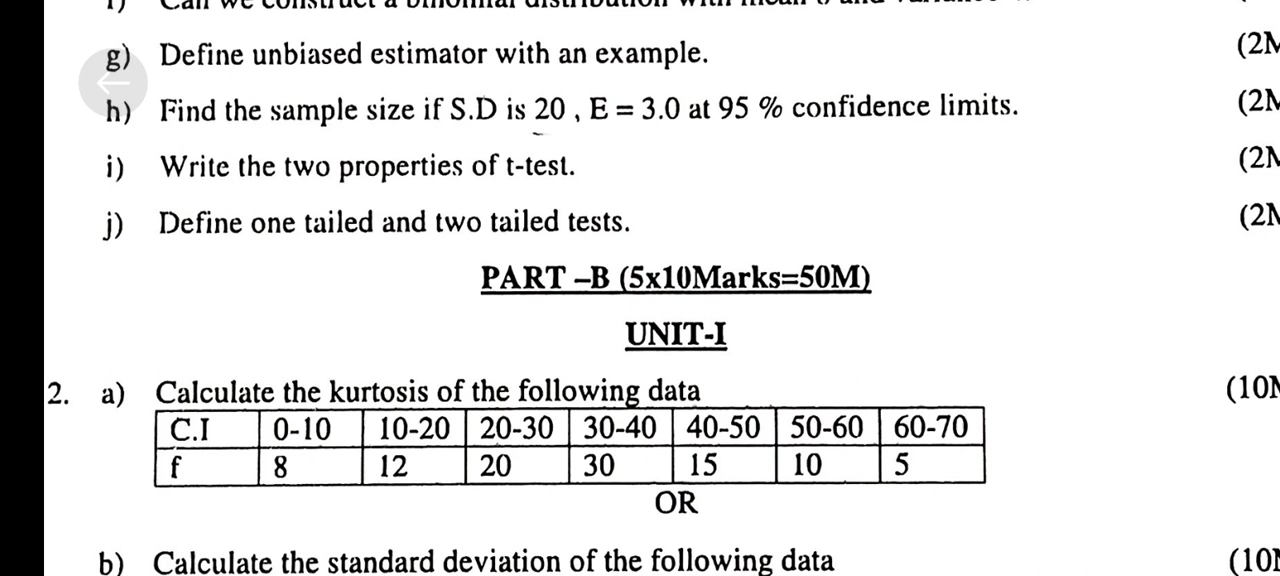 g) Define unbiased estimator with an example. (2M
h) Find the sample size if S.D is 20 , E = 3.0 at 95 % confidence limits. (2M
i) Write the two properties of t-test. (2M
j) Define one tailed and two tailed tests. (2M
PART –B (5x10Marks=50M)
UNIT-I
2. a) Calculate the kurtosis of the following data (10M
C.I 0-10 10-20 20-30 30-40 40-50 50-60 60-70
f 8 12 20 30 15 10 5
OR
b) Calculate the standard deviation of the following data (10M